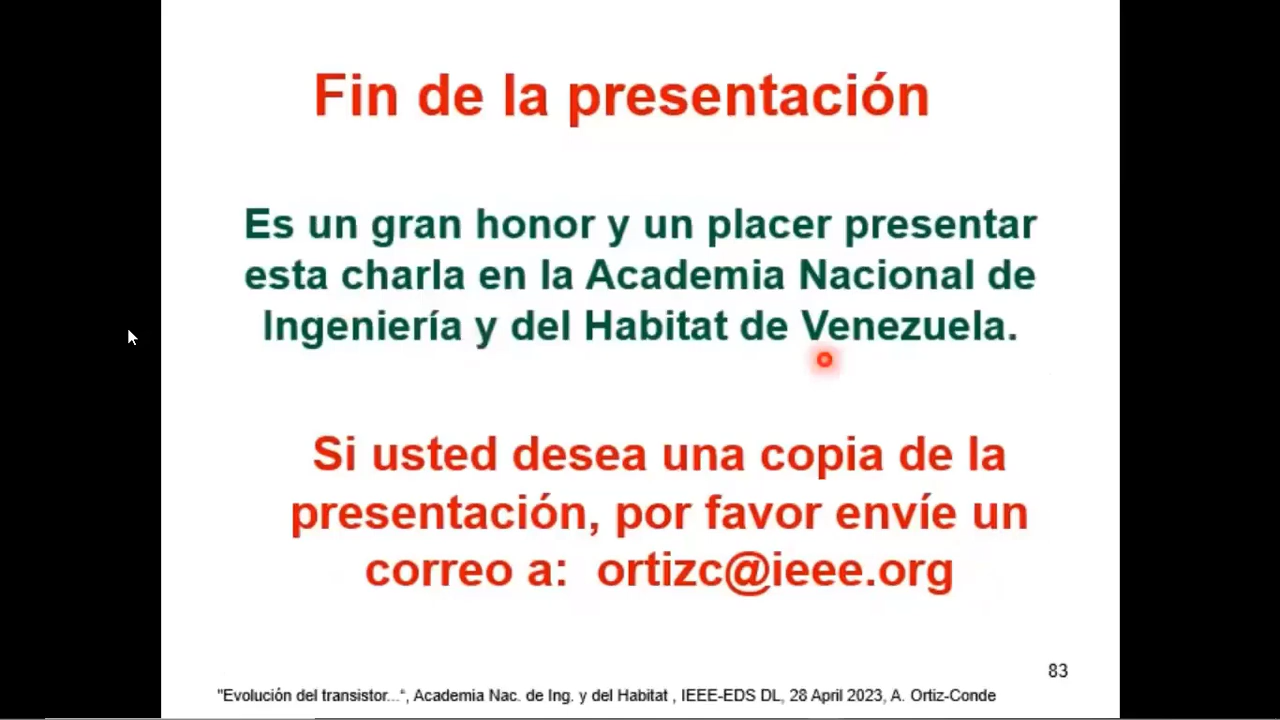 Fin de la presentación
Es un gran honor y un placer presentar
esta charla en la Academia Nacional de
Ingeniería y del Habitat de Venezuela.
Si usted desea una copia de la
presentación, por favor envíe un
correo a:  ortizc@ieee.org
83
"Evolución del transistor...“, Academia Nac. de Ing. y del Habitat , IEEE-EDS DL, 28 April 2023, A. Ortiz-Conde